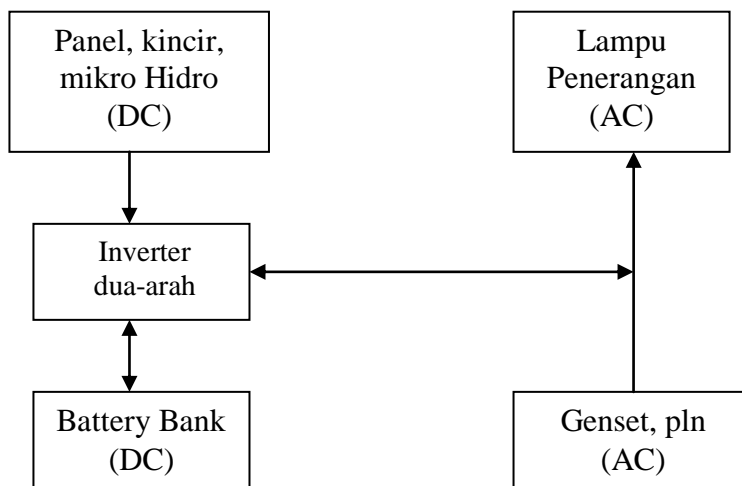 Panel, kincir,
mikro Hidro
(DC)
Lampu
Penerangan
(AC)
Inverter
dua-arah
Battery Bank
(DC)
Genset, pln
(AC)